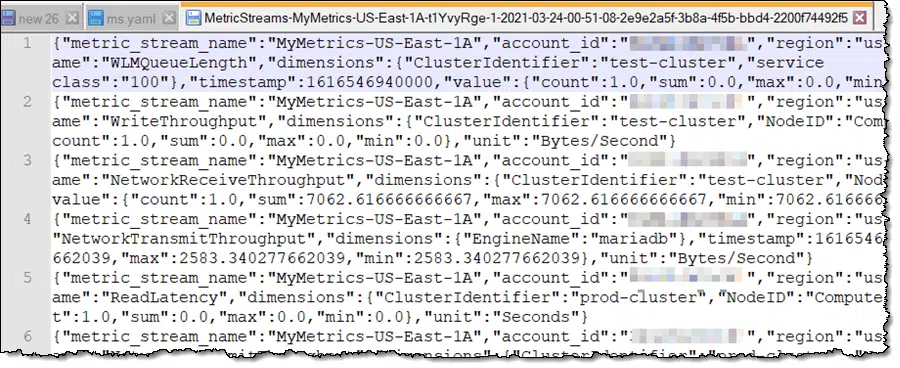 new 26 ms.yaml MetricStreams-MyMetrics-US-East-1A-t1YvyRge-1-2021-03-24-00-51-08-2e9e2a5f-3b8a-4f5b-bbd4-2200f74492f5
1 {"metric_stream_name":"MyMetrics-US-East-1A","account_id":" ","region":"us
ame":"WLMQueueLength","dimensions":{"ClusterIdentifier":"test-cluster","service
class":"100"},"timestamp":1616546940000,"value":{"count":1.0,"sum":0.0,"max":0.0,"min
2 {"metric_stream_name":"MyMetrics-US-East-1A","account_id":" ","region":"us
ame":"WriteThroughput","dimensions":{"ClusterIdentifier":"test-cluster","NodeID":"Com
count":1.0,"sum":0.0,"max":0.0,"min":0.0},"unit":"Bytes/Second"}
3 {"metric_stream_name":"MyMetrics-US-East-1A","account_id":" ","region":"us
ame":"NetworkReceiveThroughput","dimensions":{"ClusterIdentifier":"test-cluster","Nod
value":{"count":1.0,"sum":7062.616666666667,"max":7062.616666666667,"min":7062.61666
4 {"metric_stream_name":"MyMetrics-US-East-1A","account_id":" ","region":"us
"NetworkTransmitThroughput","dimensions":{"EngineName":"mariadb"},"timestamp":1616546
662039,"max":2583.340277662039,"min":2583.340277662039},"unit":"Bytes/Second"}
5 {"metric_stream_name":"MyMetrics-US-East-1A","account_id":" ","region":"us
ame":"ReadLatency","dimensions":{"ClusterIdentifier":"prod-cluster","NodeID":"Compute
t":1.0,"sum":0.0,"max":0.0,"min":0.0},"unit":"Seconds"}
6 {"metric_stream_name":"MyMetrics-US-East-1A","account_id":" ","region":"us